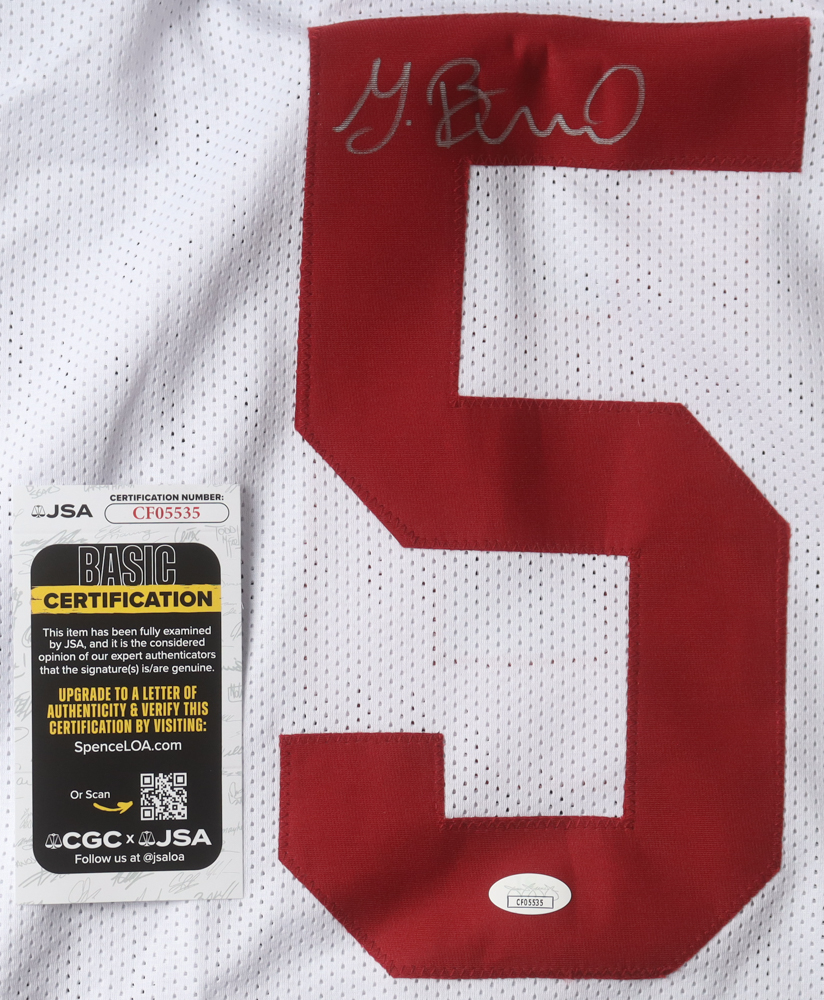 5
JSA
CERTIFICATION NUMBER:
CF05535
BASIC
CERTIFICATION
This item has been fully examined
by JSA, and it is the considered
opinion of our expert authenticators
that the signature(s) is/are genuine.
UPGRADE TO A LETTER OF
AUTHENTICITY & VERIFY THIS
CERTIFICATION BY VISITING:
SpenceLOA.com
Or Scan
CGC x JSA
Follow us at @jsaloa
CF05535